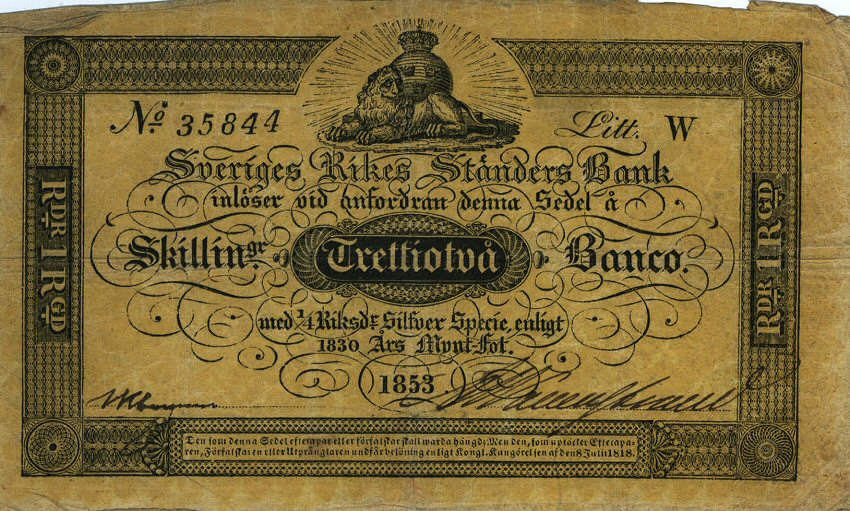 No 35844 Litt. W
Sveriges Rikes Ständers Bank
inlöser vid anfordran denna Sedel å
Skillingr Trettiotvå Banco.
med 1/4 Riksdr Silfver Specie, enligt
1830 Års Mynt-Fot.
1853
RDR 1 RGD
RDR 1 RGD
Den som denna Sedel efterapar eller förfalskar skall warda hängd; Men den, som uptäcker Efterapa-
ren, Förfalskaren eller Utprånglaren undfår belöning enligt Kongl. Kungörelsen af den 8 Julii 1818.